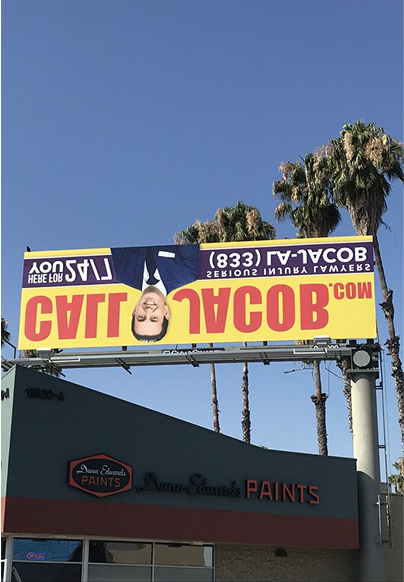 CALL JACOB.COM
HERE FOR
YOU 24/7
SERIOUS INJURY LAWYERS
(833) LA-JACOB
Dunn-Edwards
PAINTS
Dunn-Edwards PAINTS
OPEN